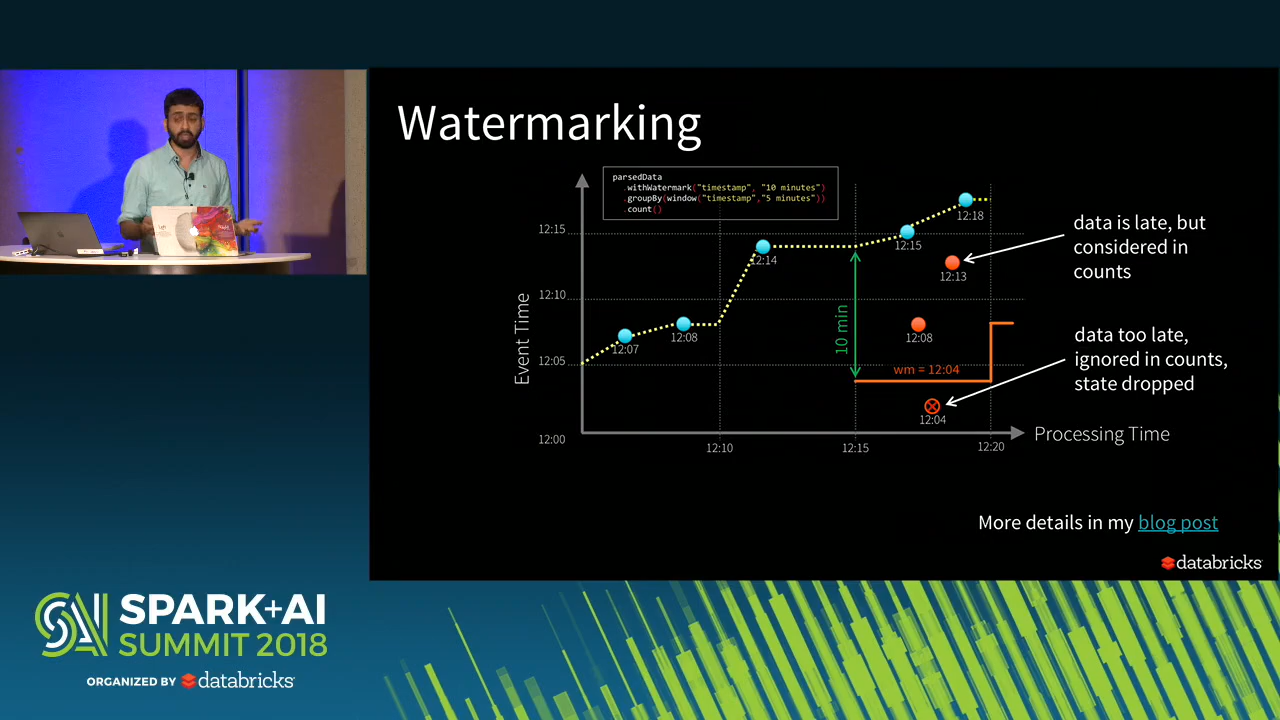 Watermarking
parsedData
.withWatermark("timestamp", "10 minutes")
.groupBy(window("timestamp","5 minutes"))
.count()
12:15
12:10
12:05
12:00
Event Time
12:07
12:08
12:14
12:15
12:18
12:13
12:08
12:04
10 min
wm = 12:04
12:10
12:15
12:20
Processing Time
data is late, but
considered in
counts
data too late,
ignored in counts,
state dropped
More details in my blog post
databricks
SPARK+AI
SUMMIT 2018
ORGANIZED BY databricks